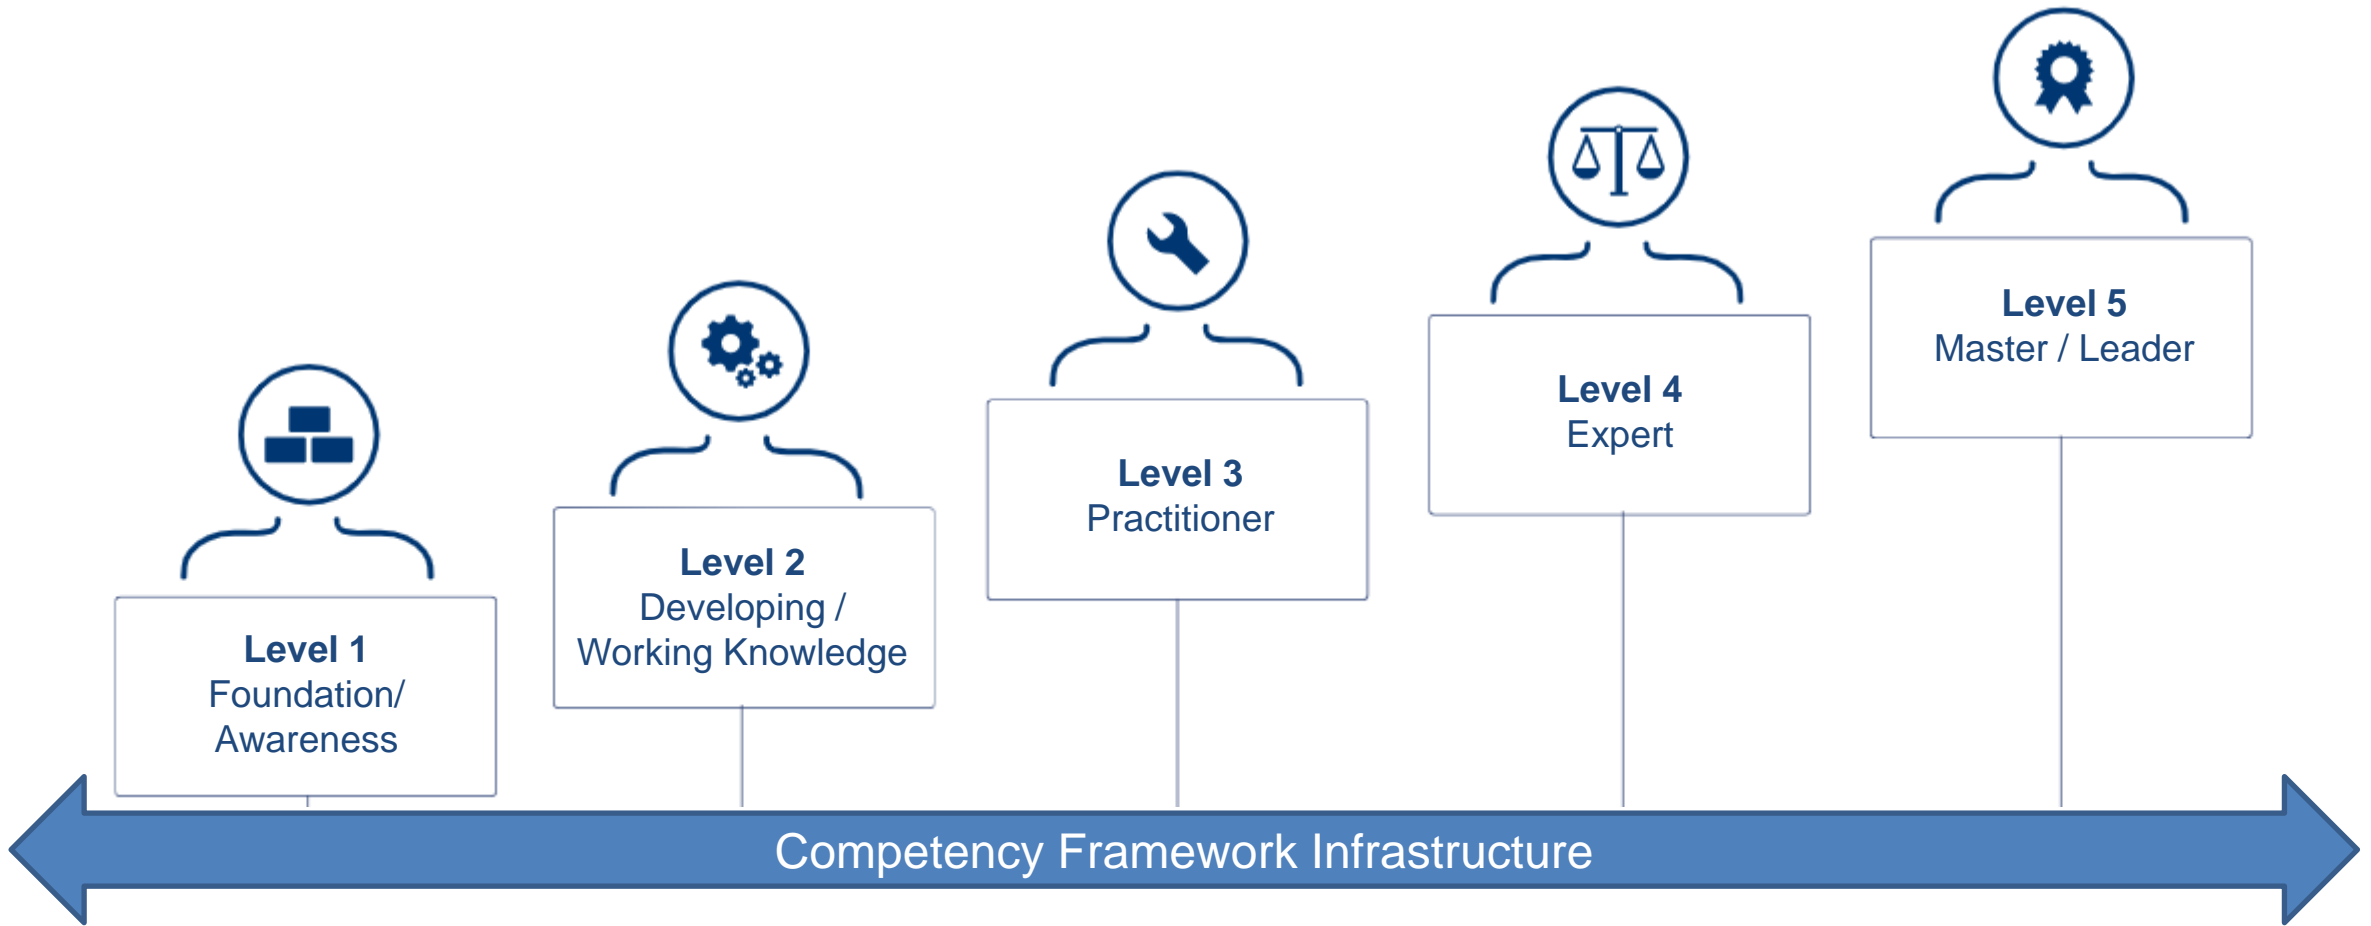 Level 1
Foundation/
Awareness
Level 2
Developing /
Working Knowledge
Level 3
Practitioner
Level 4
Expert
Level 5
Master / Leader
Competency Framework Infrastructure